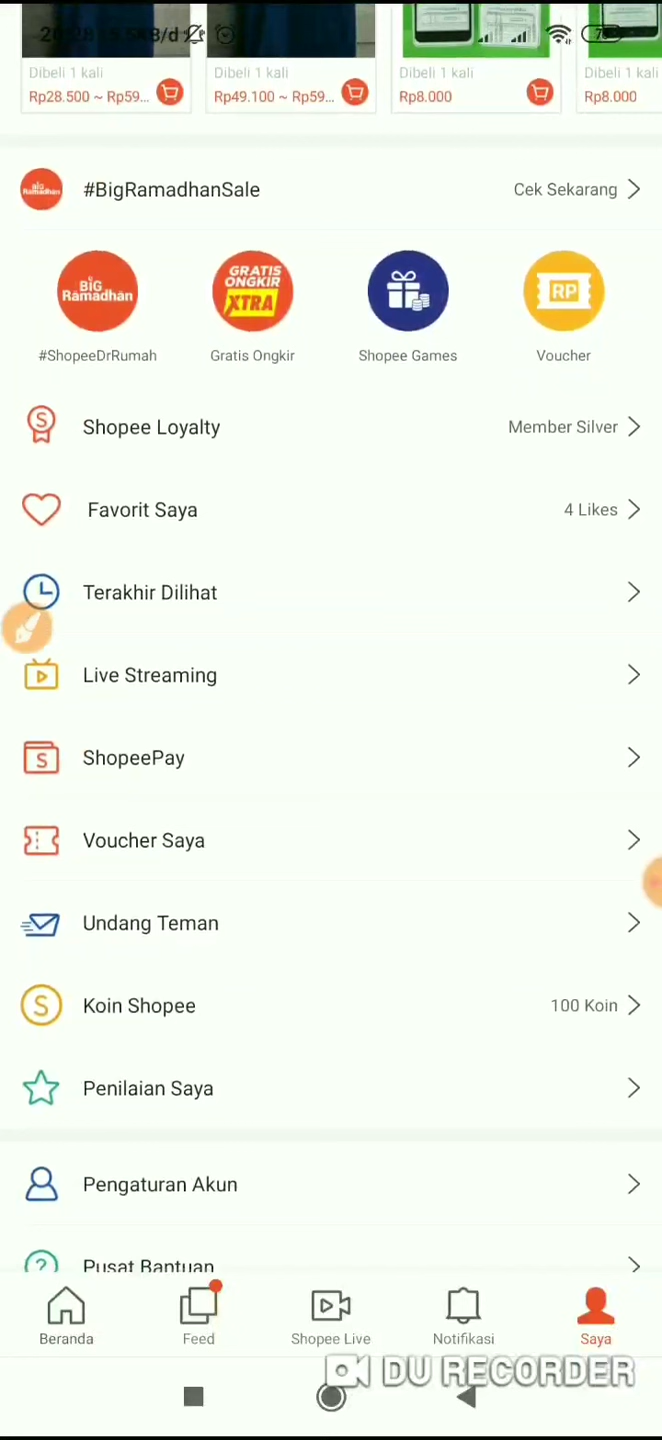 Dibeli 1 kali
Dibeli 1 kali
Dibeli 1 kali
Dibeli 1 kali
Rp28.500 ~ Rp59...
Rp49.100 ~ Rp59...
Rp8.000
Rp8.000
#BigRamadhanSale
Cek Sekarang
BIG Ramadhan
GRATIS ONGKIR XTRA
RP
#ShopeeDrRumah
Gratis Ongkir
Shopee Games
Voucher
Shopee Loyalty
Member Silver
Favorit Saya
4 Likes
Terakhir Dilihat
Live Streaming
ShopeePay
Voucher Saya
Undang Teman
Koin Shopee
100 Koin
Penilaian Saya
Pengaturan Akun
Pusat Bantuan
Beranda
Feed
Shopee Live
Notifikasi
Saya
DU RECORDER